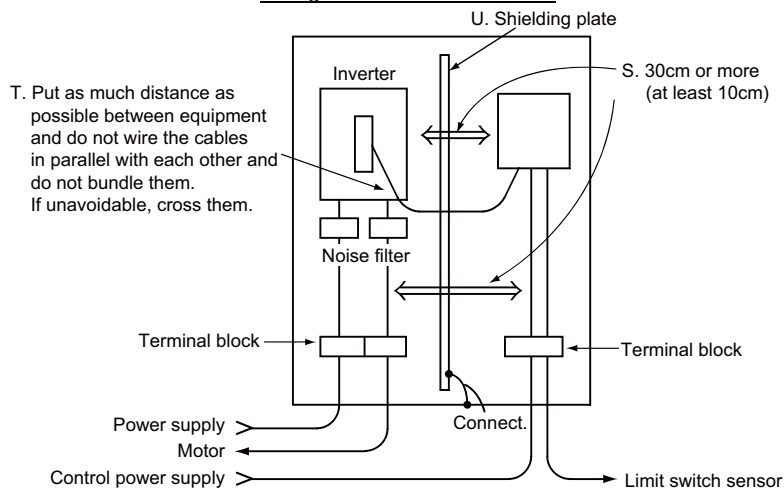 U. Shielding plate
Inverter
S. 30cm or more
(at least 10cm)
T. Put as much distance as
possible between equipment
and do not wire the cables
in parallel with each other and
do not bundle them.
If unavoidable, cross them.
Noise filter
Terminal block
Terminal block
Connect.
Power supply
Motor
Control power supply
Limit switch sensor